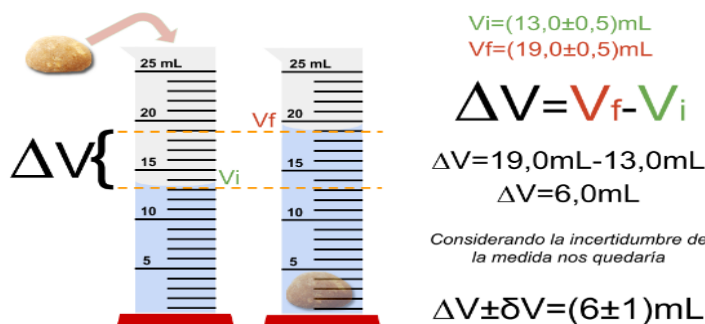 25 mL
20
15
10
5
ΔV{
Vi
25 mL
20
15
10
5
Vf
Vi=(13,0±0,5)mL
Vf=(19,0±0,5)mL
ΔV=Vf-Vi
ΔV=19,0mL-13,0mL
ΔV=6,0mL
Considerando la incertidumbre de
la medida nos quedaría
ΔV±δV=(6±1)mL